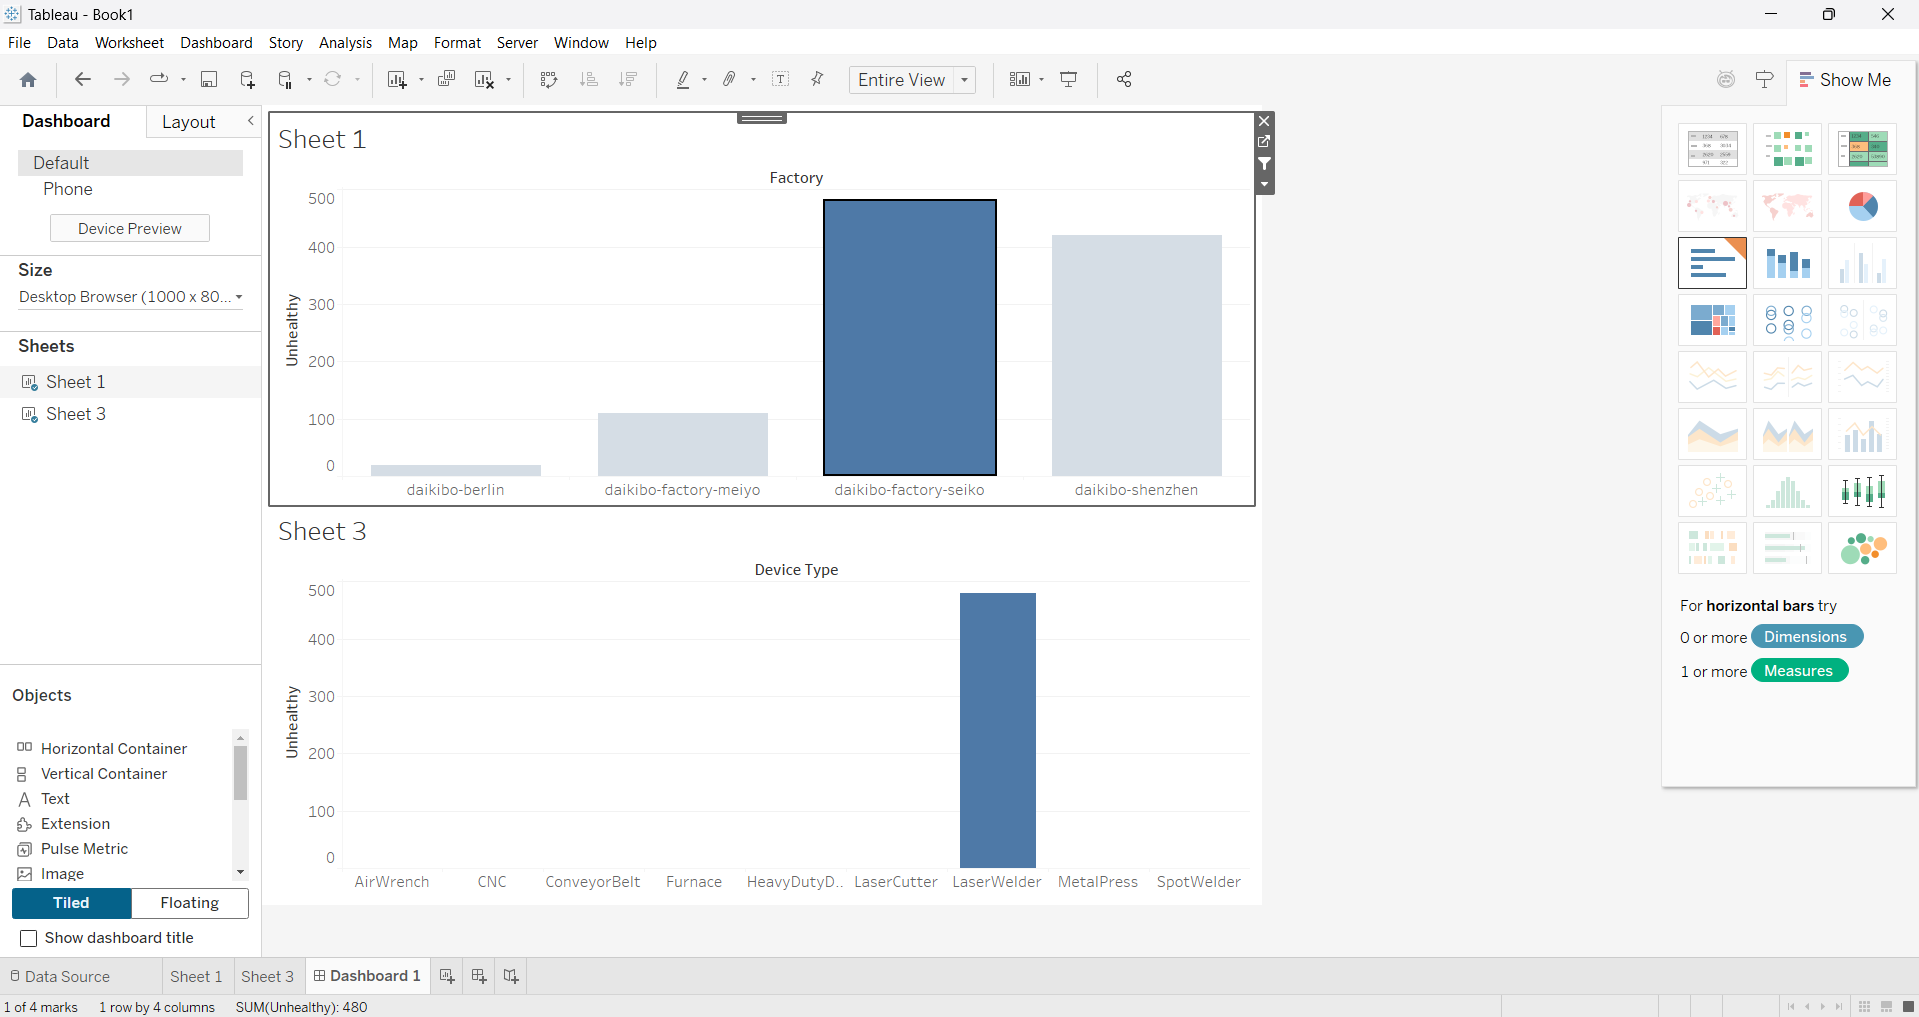 Tableau - Book1
File Data Worksheet Dashboard Story Analysis Map Format Server Window Help
Entire View
Show Me
Dashboard Layout
Default
Phone
Device Preview
Size
Desktop Browser (1000 x 80...
Sheets
Sheet 1
Sheet 3
Objects
Horizontal Container
Vertical Container
Text
Extension
Pulse Metric
Image
Tiled Floating
Show dashboard title
Sheet 1
Factory
Unhealthy
500
400
300
200
100
0
daikibo-berlin daikibo-factory-meiyo daikibo-factory-seiko daikibo-shenzhen
Sheet 3
Device Type
Unhealthy
500
400
300
200
100
0
AirWrench CNC ConveyorBelt Furnace HeavyDutyD.. LaserCutter LaserWelder MetalPress SpotWelder
For horizontal bars try
0 or more Dimensions
1 or more Measures
Data Source Sheet 1 Sheet 3 Dashboard 1
1 of 4 marks 1 row by 4 columns SUM(Unhealthy): 480